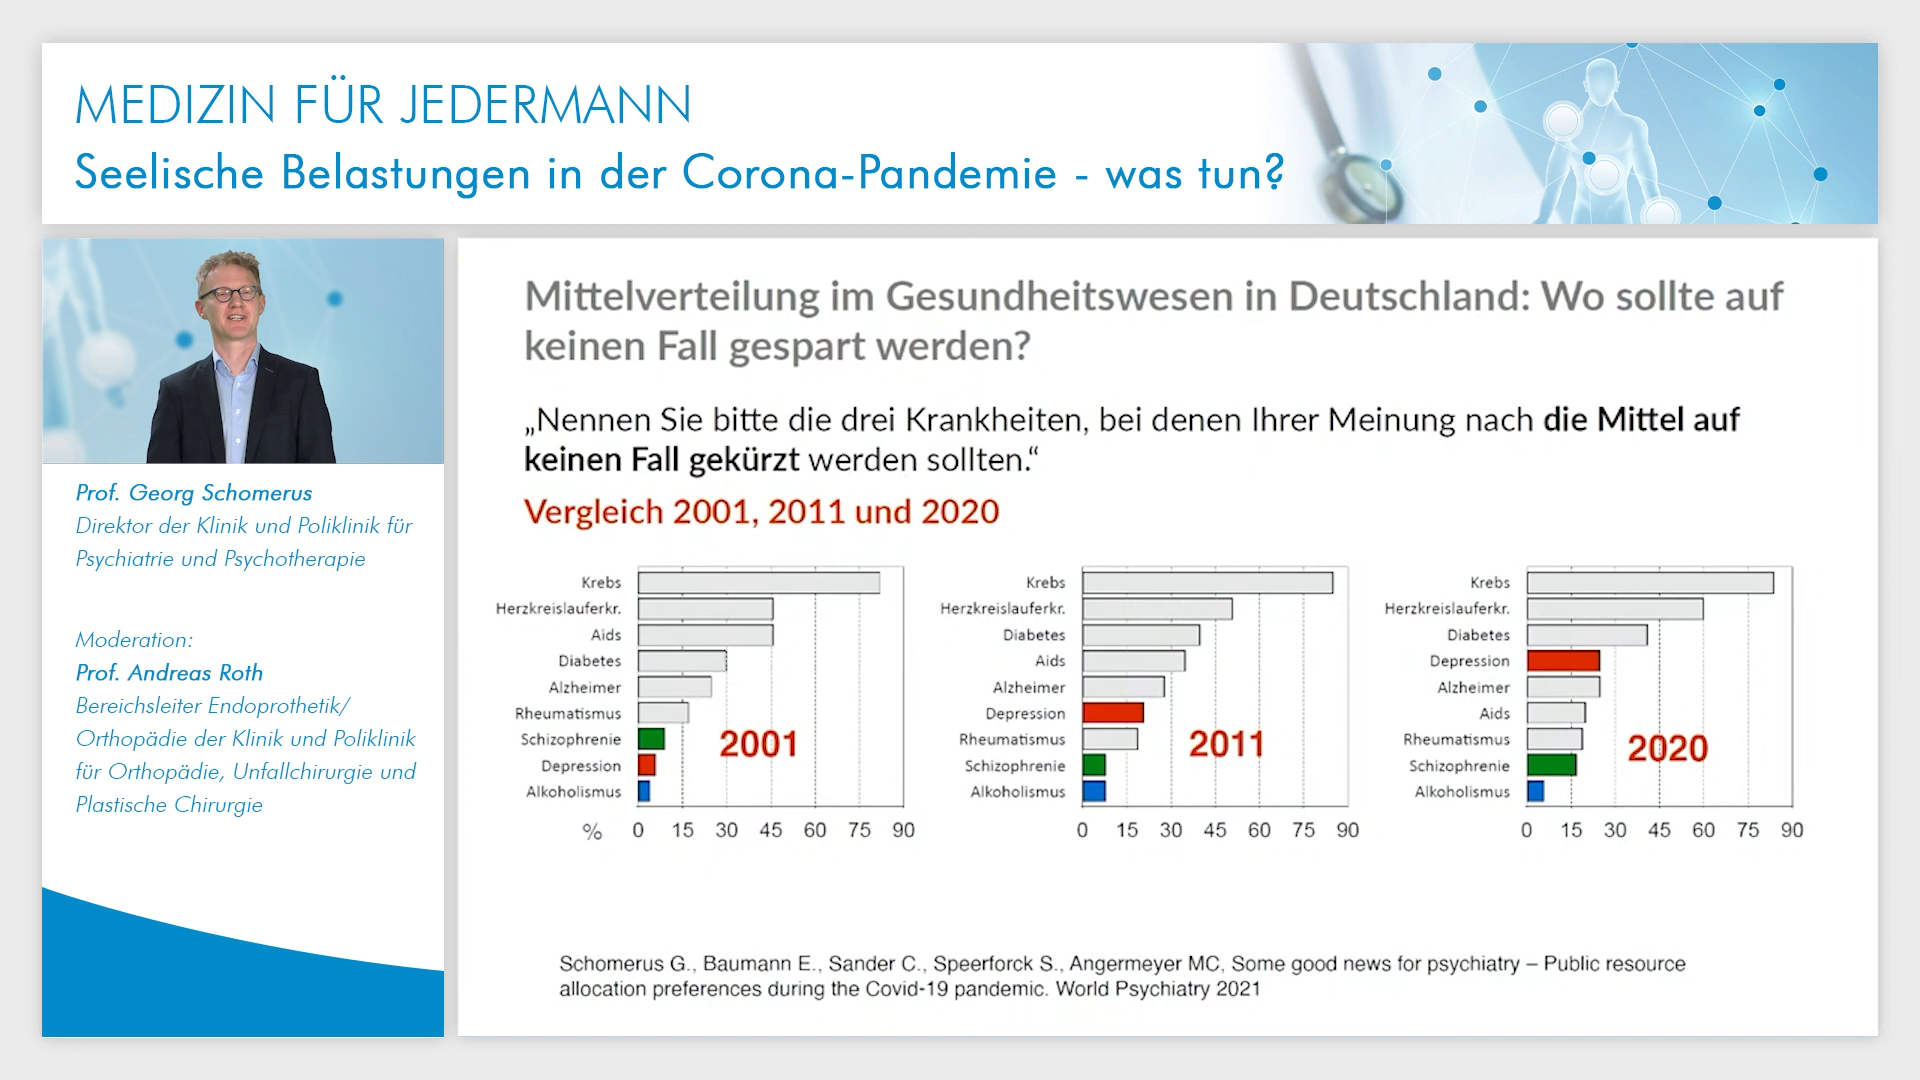 MEDIZIN FÜR JEDERMANN
Seelische Belastungen in der Corona-Pandemie - was tun?
Prof. Georg Schomerus
Direktor der Klinik und Poliklinik für
Psychiatrie und Psychotherapie
Moderation:
Prof. Andreas Roth
Bereichsleiter Endoprothetik/
Orthopädie der Klinik und Poliklinik
für Orthopädie, Unfallchirurgie und
Plastische Chirurgie
Mittelverteilung im Gesundheitswesen in Deutschland: Wo sollte auf
keinen Fall gespart werden?
„Nennen Sie bitte die drei Krankheiten, bei denen Ihrer Meinung nach die Mittel auf
keinen Fall gekürzt werden sollten.“
Vergleich 2001, 2011 und 2020
Krebs
Herzkreislauferkr.
Aids
Diabetes
Alzheimer
Rheumatismus
Schizophrenie
Depression
Alkoholismus
2001
% 0 15 30 45 60 75 90
Krebs
Herzkreislauferkr.
Diabetes
Aids
Alzheimer
Depression
Rheumatismus
Schizophrenie
Alkoholismus
2011
0 15 30 45 60 75 90
Krebs
Herzkreislauferkr.
Diabetes
Depression
Alzheimer
Aids
Rheumatismus
Schizophrenie
Alkoholismus
2020
0 15 30 45 60 75 90
Schomerus G., Baumann E., Sander C., Speerforck S., Angermeyer MC, Some good news for psychiatry – Public resource
allocation preferences during the Covid-19 pandemic. World Psychiatry 2021